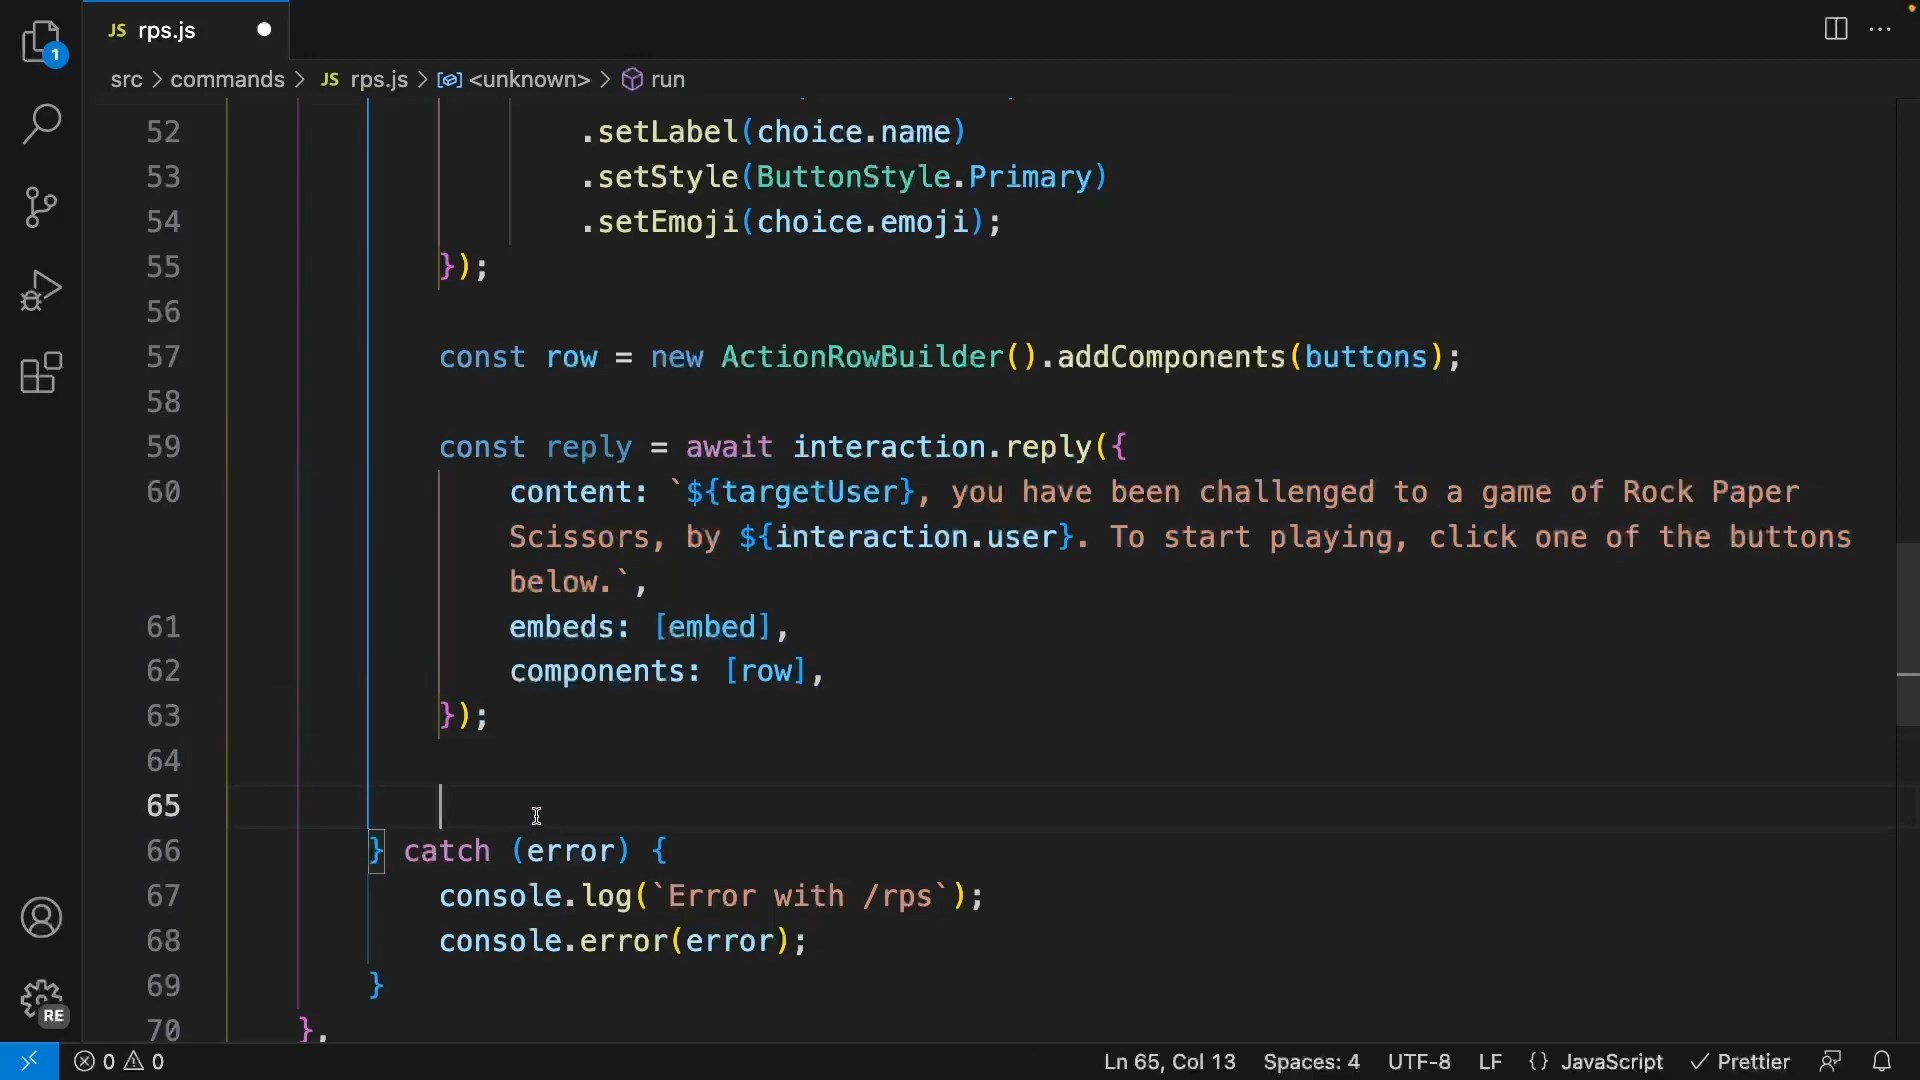 1
JS rps.js
src > commands > JS rps.js > <unknown> > run
52 .setLabel(choice.name)
53 .setStyle(ButtonStyle.Primary)
54 .setEmoji(choice.emoji);
55 });
56
57 const row = new ActionRowBuilder().addComponents(buttons);
58
59 const reply = await interaction.reply({
60 content: `${targetUser}, you have been challenged to a game of Rock Paper
Scissors, by ${interaction.user}. To start playing, click one of the buttons
below.`,
61 embeds: [embed],
62 components: [row],
63 });
64
65
66 } catch (error) {
67 console.log(`Error with /rps`);
68 console.error(error);
69 }
70 },
RE
0 0 Ln 65, Col 13 Spaces: 4 UTF-8 LF {} JavaScript Prettier